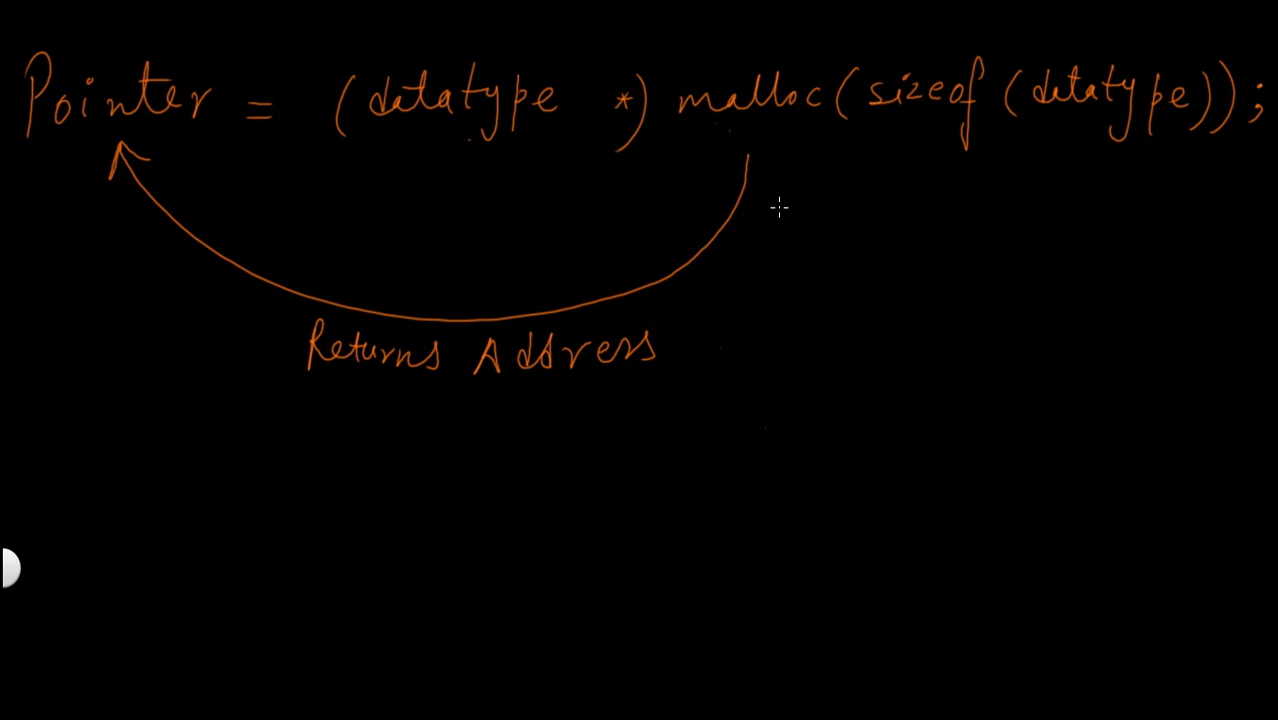 Pointer = (datatype *) malloc(sizeof(datatype));
Returns Address